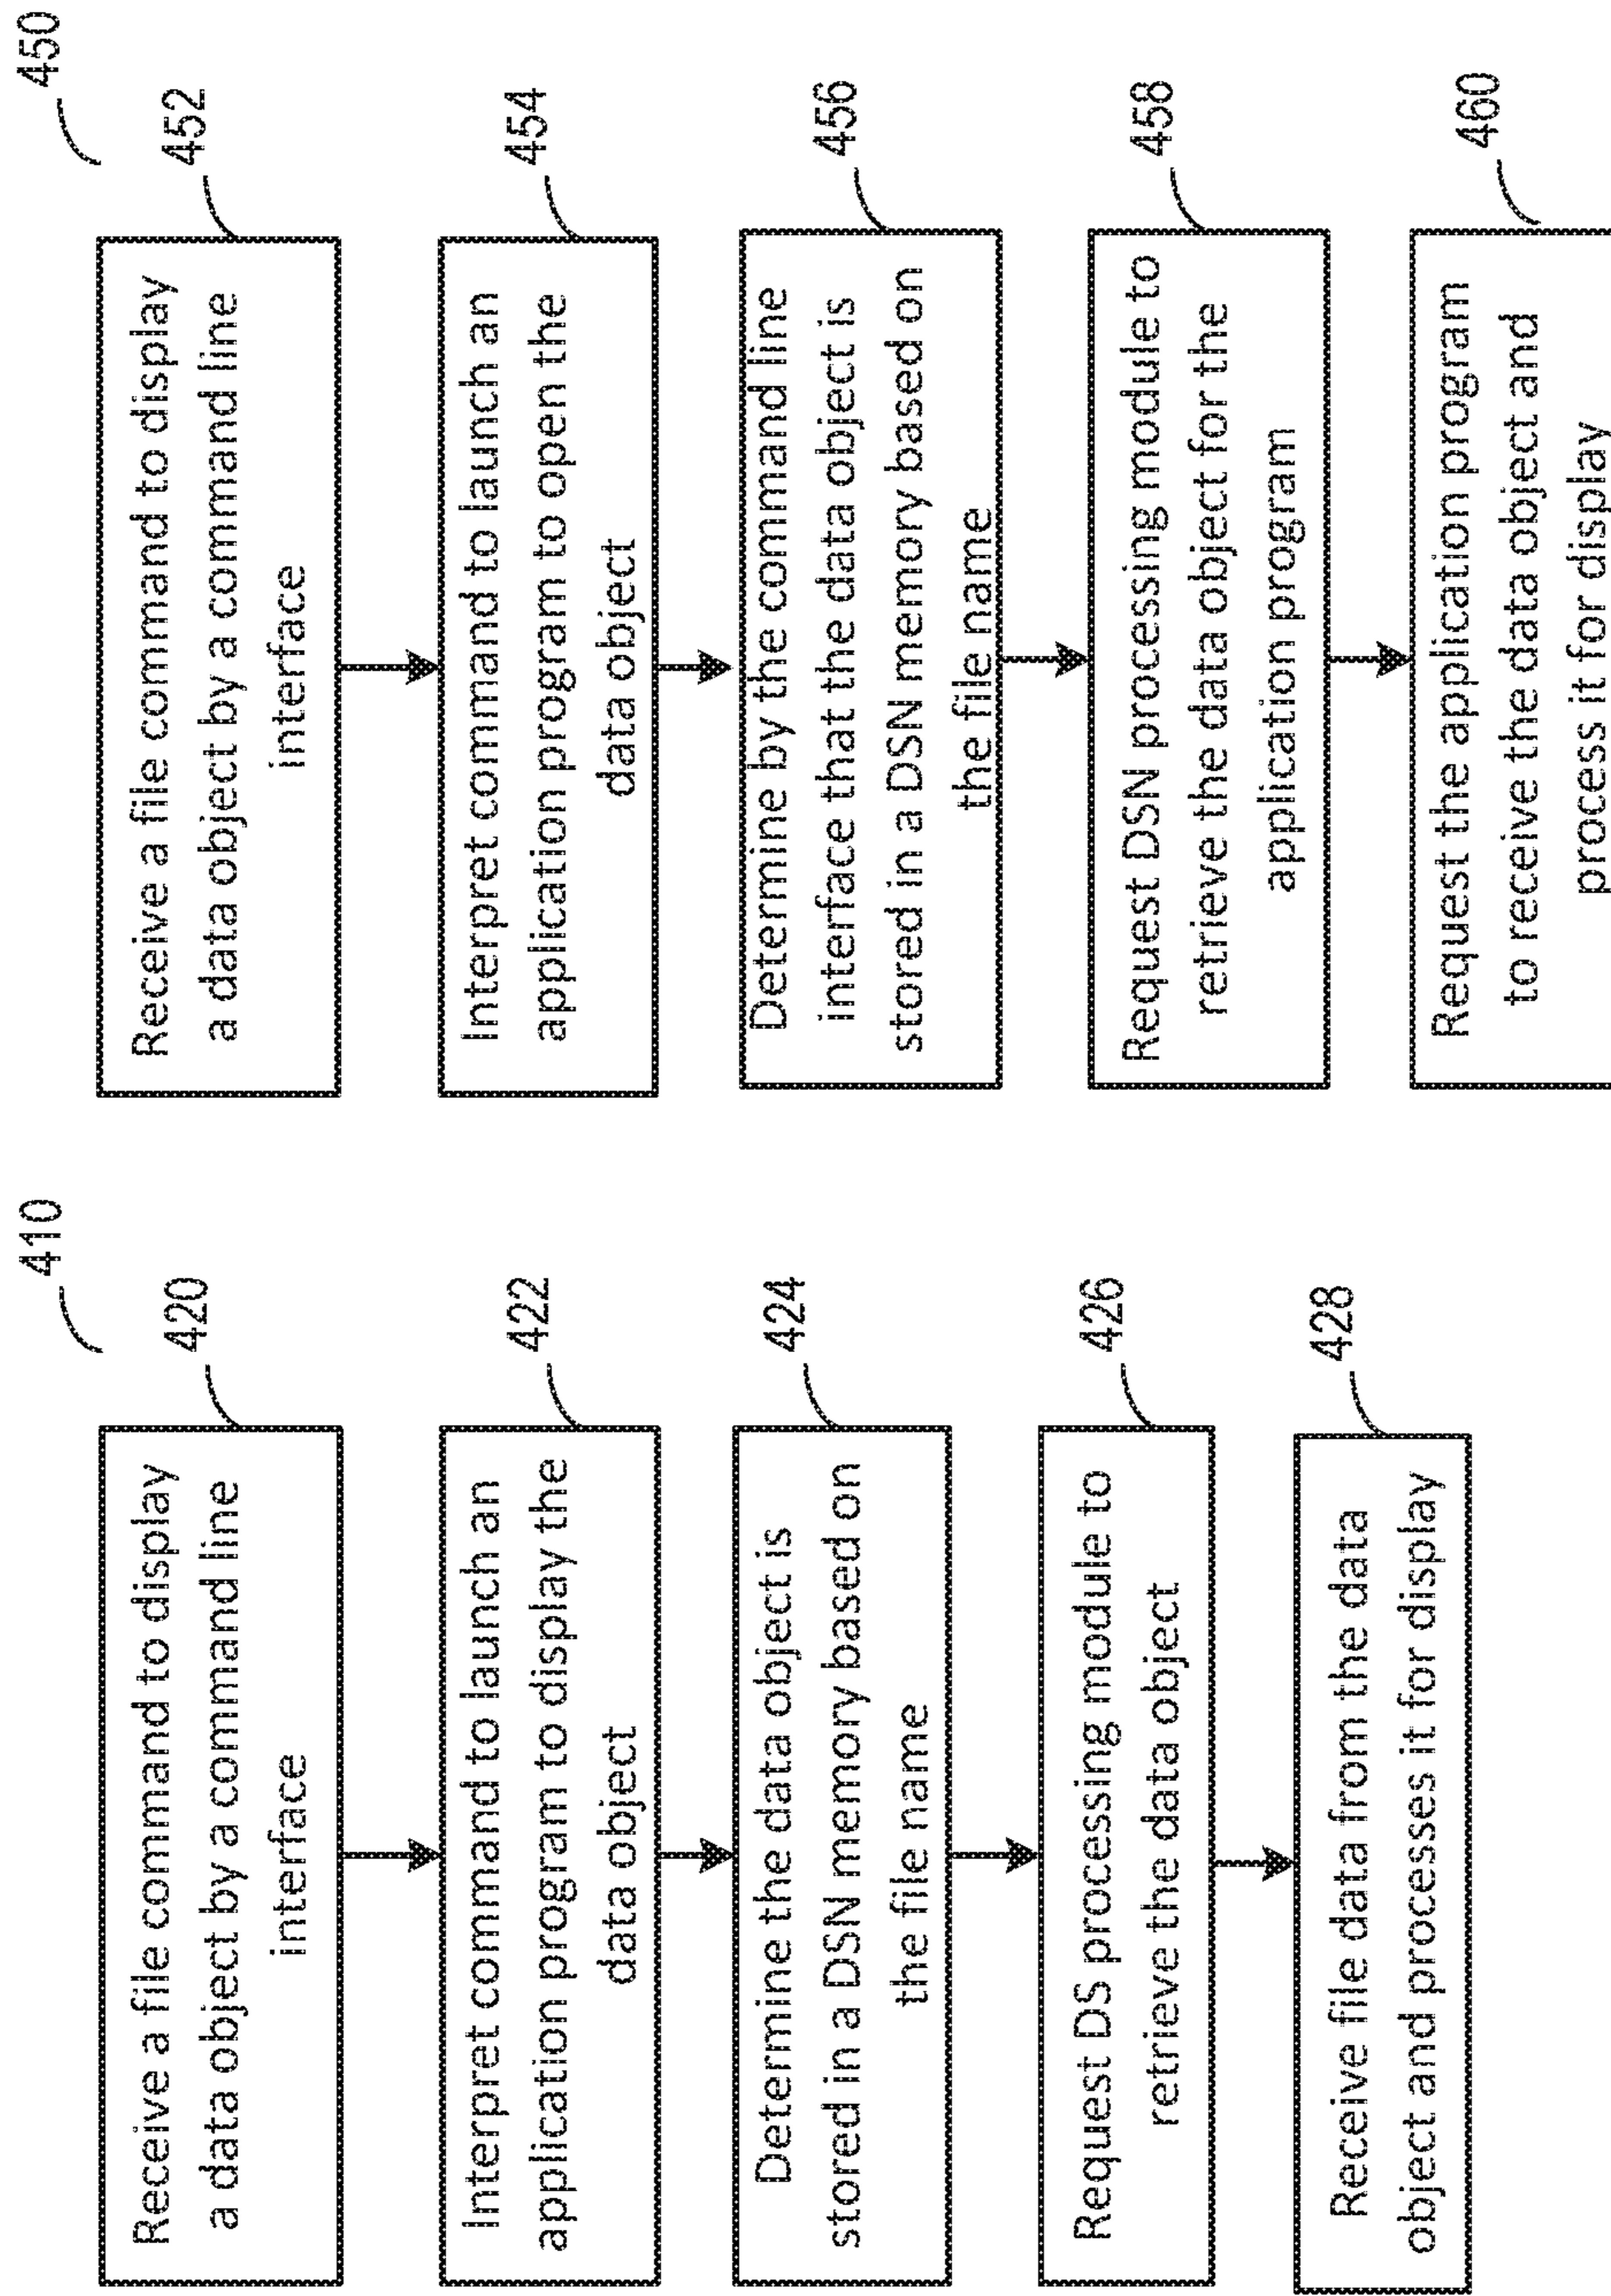 410
420
Receive a file command to display
a data object by a command line
interface
422
Interpret command to launch an
application program to display the
data object
424
Determine the data object is
stored in a DSN memory based on
the file name
426
Request DS processing module to
retrieve the data object
428
Receive file data from the data
object and processes it for display
450
452
Receive a file command to display
a data object by a command line
interface
454
Interpret command to launch an
application program to open the
data object
456
Determine by the command line
interface that the data object is
stored in a DSN memory based on
the file name
458
Request DSN processing module to
retrieve the data object for the
application program
460
Request the application program
to receive the data object and
process it for display